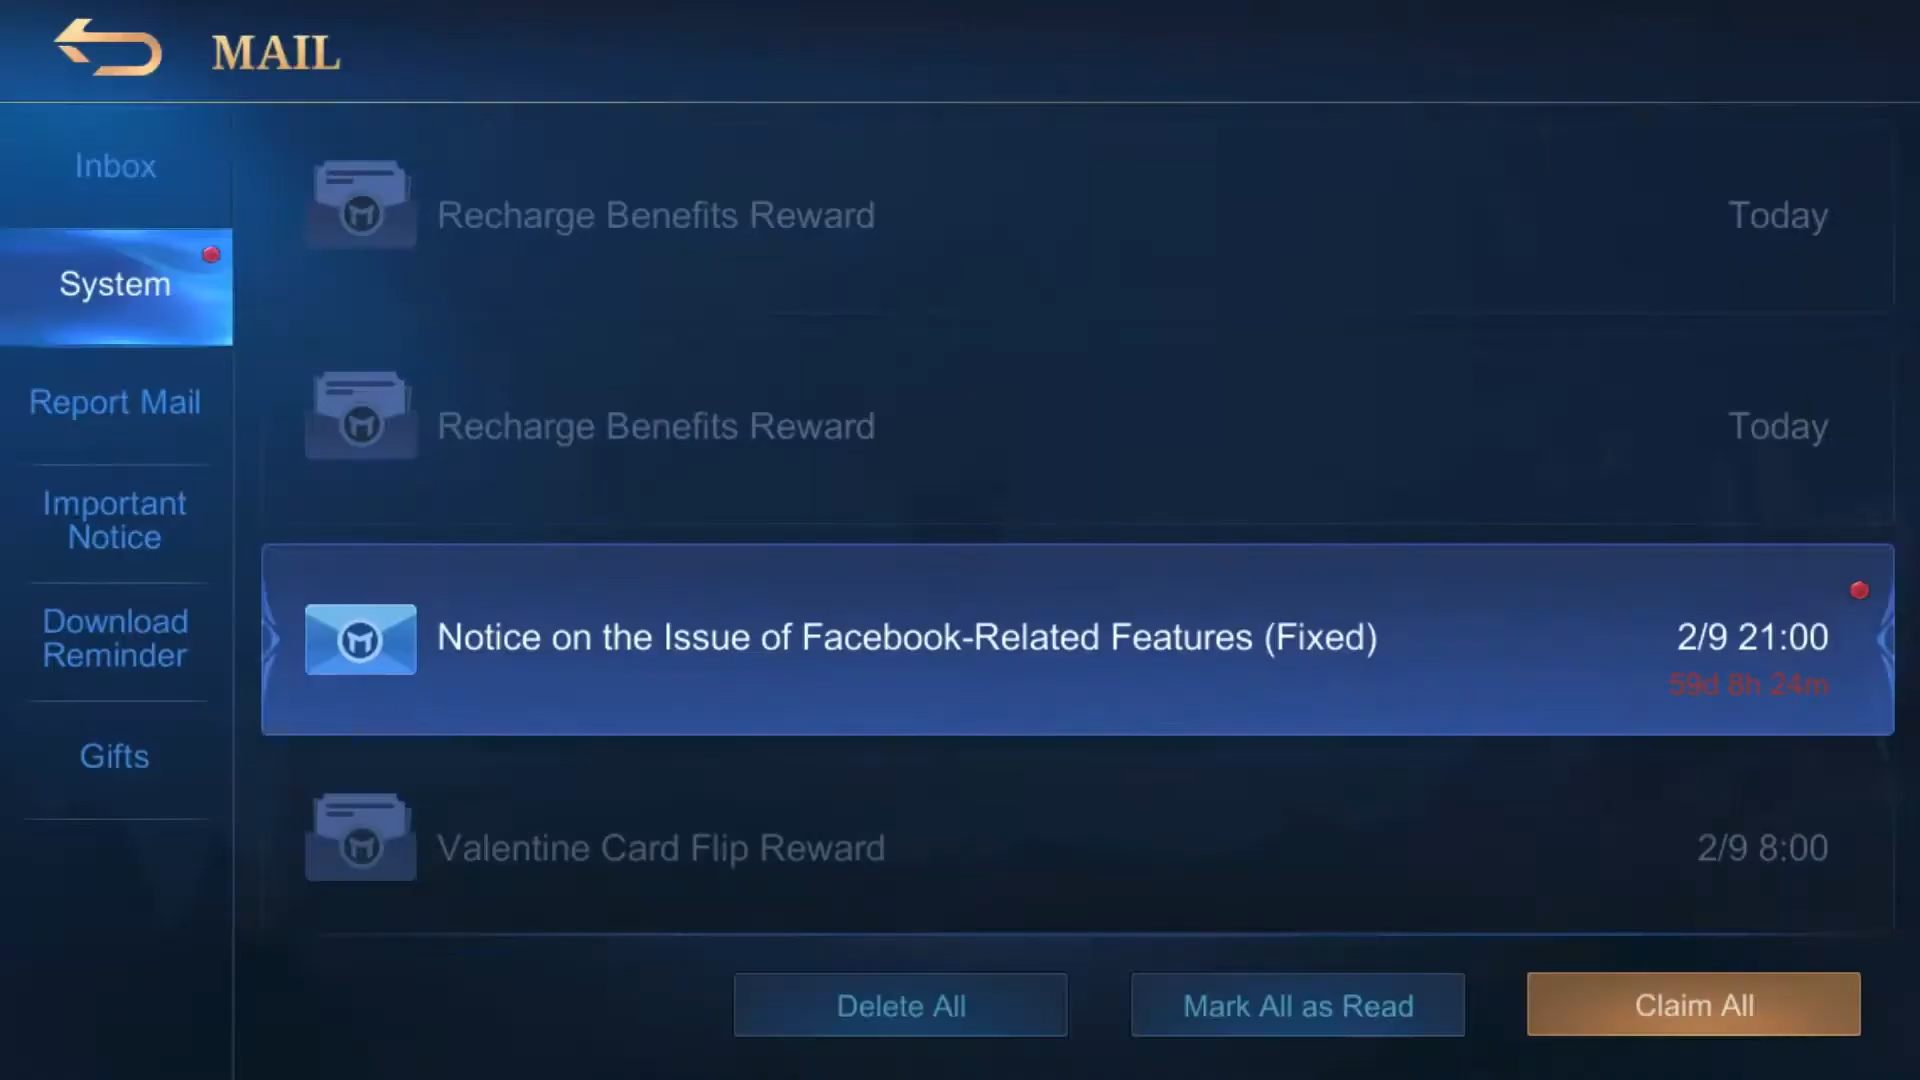 MAIL
Inbox
System
Report Mail
Important
Notice
Download
Reminder
Gifts
Recharge Benefits Reward
Today
Recharge Benefits Reward
Today
Notice on the Issue of Facebook-Related Features (Fixed)
2/9 21:00
59d 8h 24m
Valentine Card Flip Reward
2/9 8:00
Delete All
Mark All as Read
Claim All